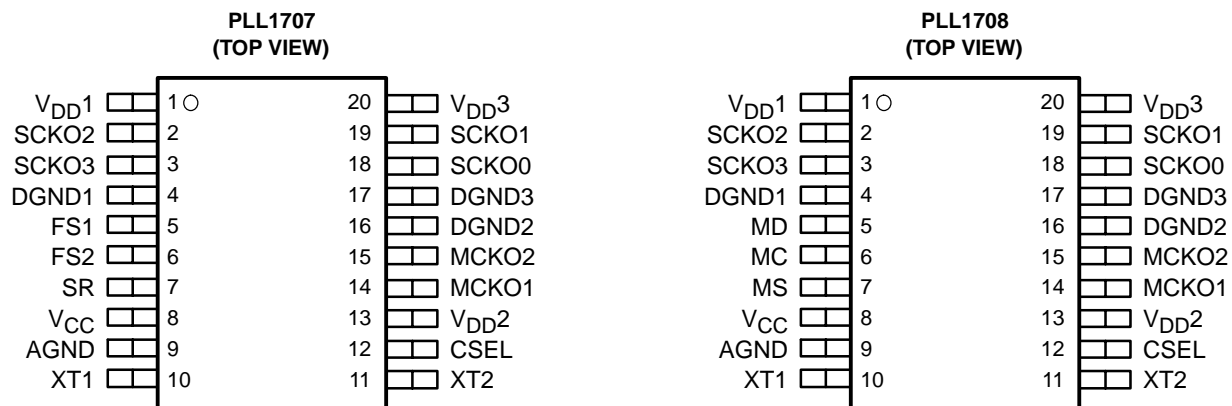 PLL1707
(TOP VIEW)
VDD1 1 20 VDD3
SCKO2 2 19 SCKO1
SCKO3 3 18 SCKO0
DGND1 4 17 DGND3
FS1 5 16 DGND2
FS2 6 15 MCKO2
SR 7 14 MCKO1
VCC 8 13 VDD2
AGND 9 12 CSEL
XT1 10 11 XT2
PLL1708
(TOP VIEW)
VDD1 1 20 VDD3
SCKO2 2 19 SCKO1
SCKO3 3 18 SCKO0
DGND1 4 17 DGND3
MD 5 16 DGND2
MC 6 15 MCKO2
MS 7 14 MCKO1
VCC 8 13 VDD2
AGND 9 12 CSEL
XT1 10 11 XT2